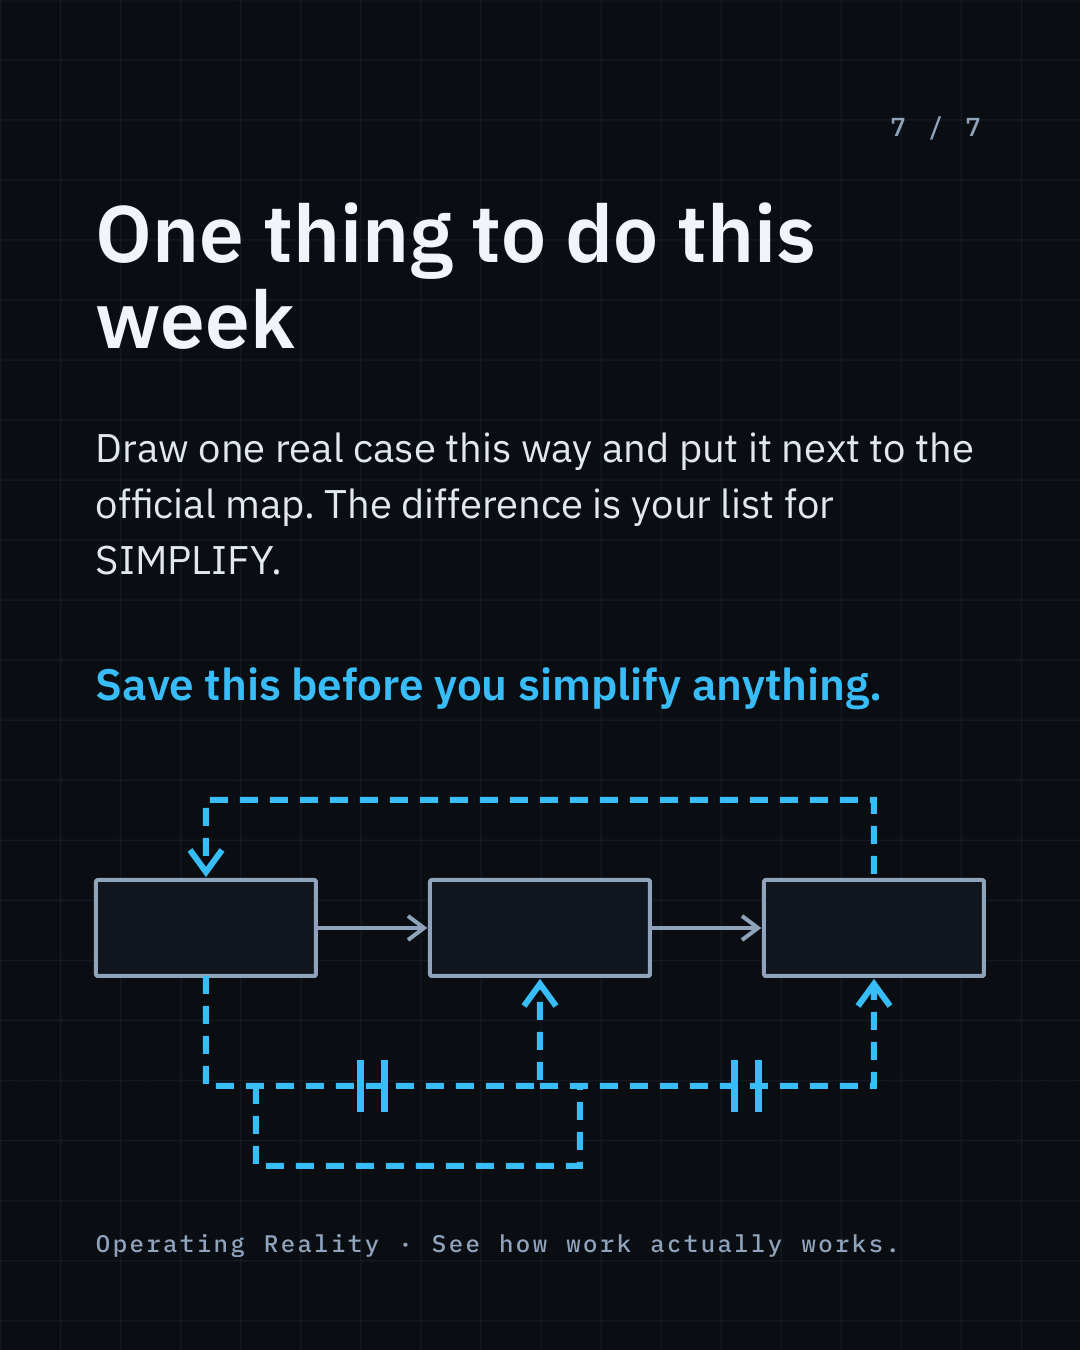 7 / 7
One thing to do this
week
Draw one real case this way and put it next to the
official map. The difference is your list for
SIMPLIFY.
Save this before you simplify anything.
Operating Reality · See how work actually works.